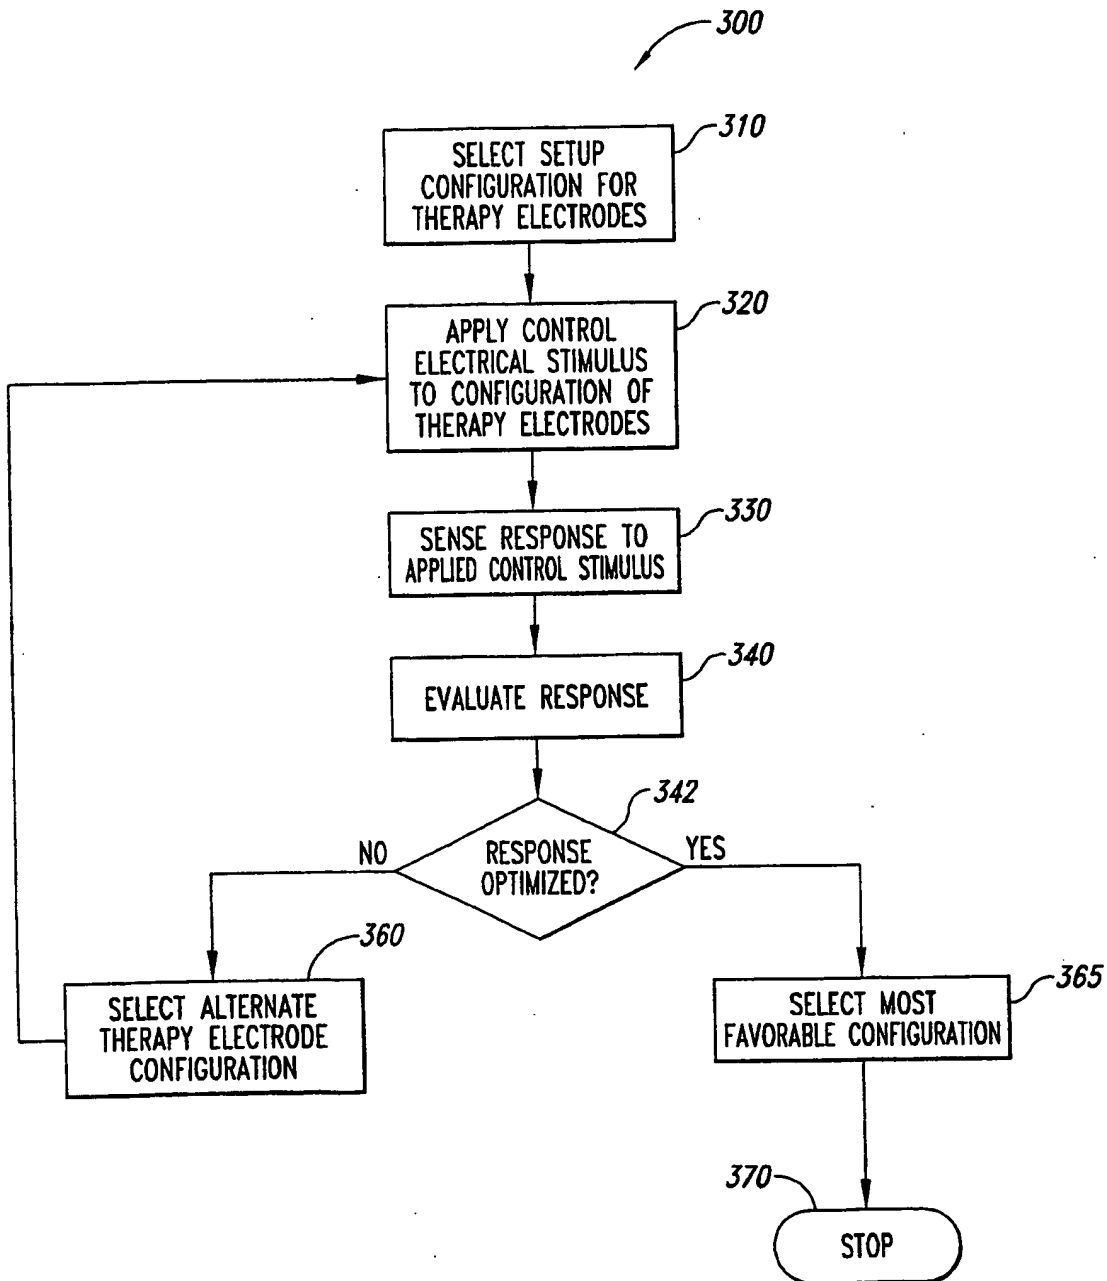 300
310
SELECT SETUP
CONFIGURATION FOR
THERAPY ELECTRODES
320
APPLY CONTROL
ELECTRICAL STIMULUS
TO CONFIGURATION OF
THERAPY ELECTRODES
330
SENSE RESPONSE TO
APPLIED CONTROL STIMULUS
340
EVALUATE RESPONSE
342
NO
RESPONSE
OPTIMIZED?
YES
360
SELECT ALTERNATE
THERAPY ELECTRODE
CONFIGURATION
365
SELECT MOST
FAVORABLE CONFIGURATION
370
STOP